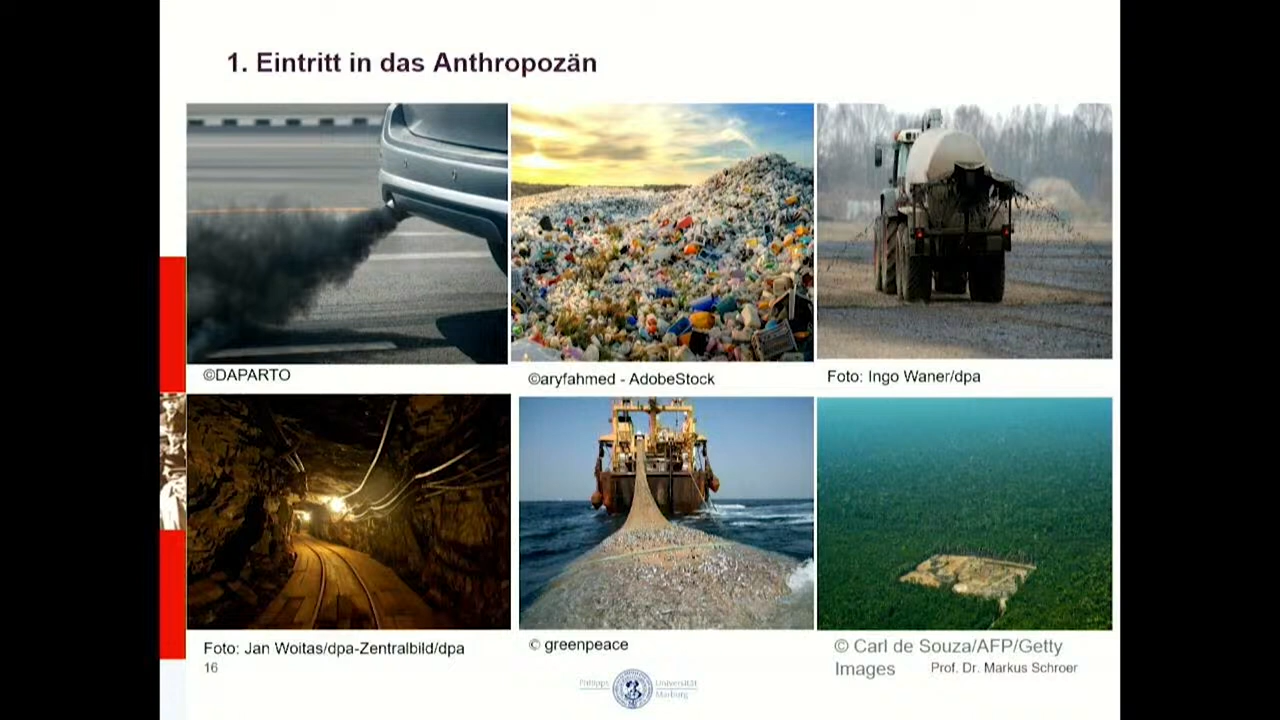 1. Eintritt in das Anthropozän
©DAPARTO
©aryfahmed - AdobeStock
Foto: Ingo Waner/dpa
Foto: Jan Woitas/dpa-Zentralbild/dpa
© greenpeace
© Carl de Souza/AFP/Getty
Images
16
Prof. Dr. Markus Schroer
Philipps
Universität
Marburg